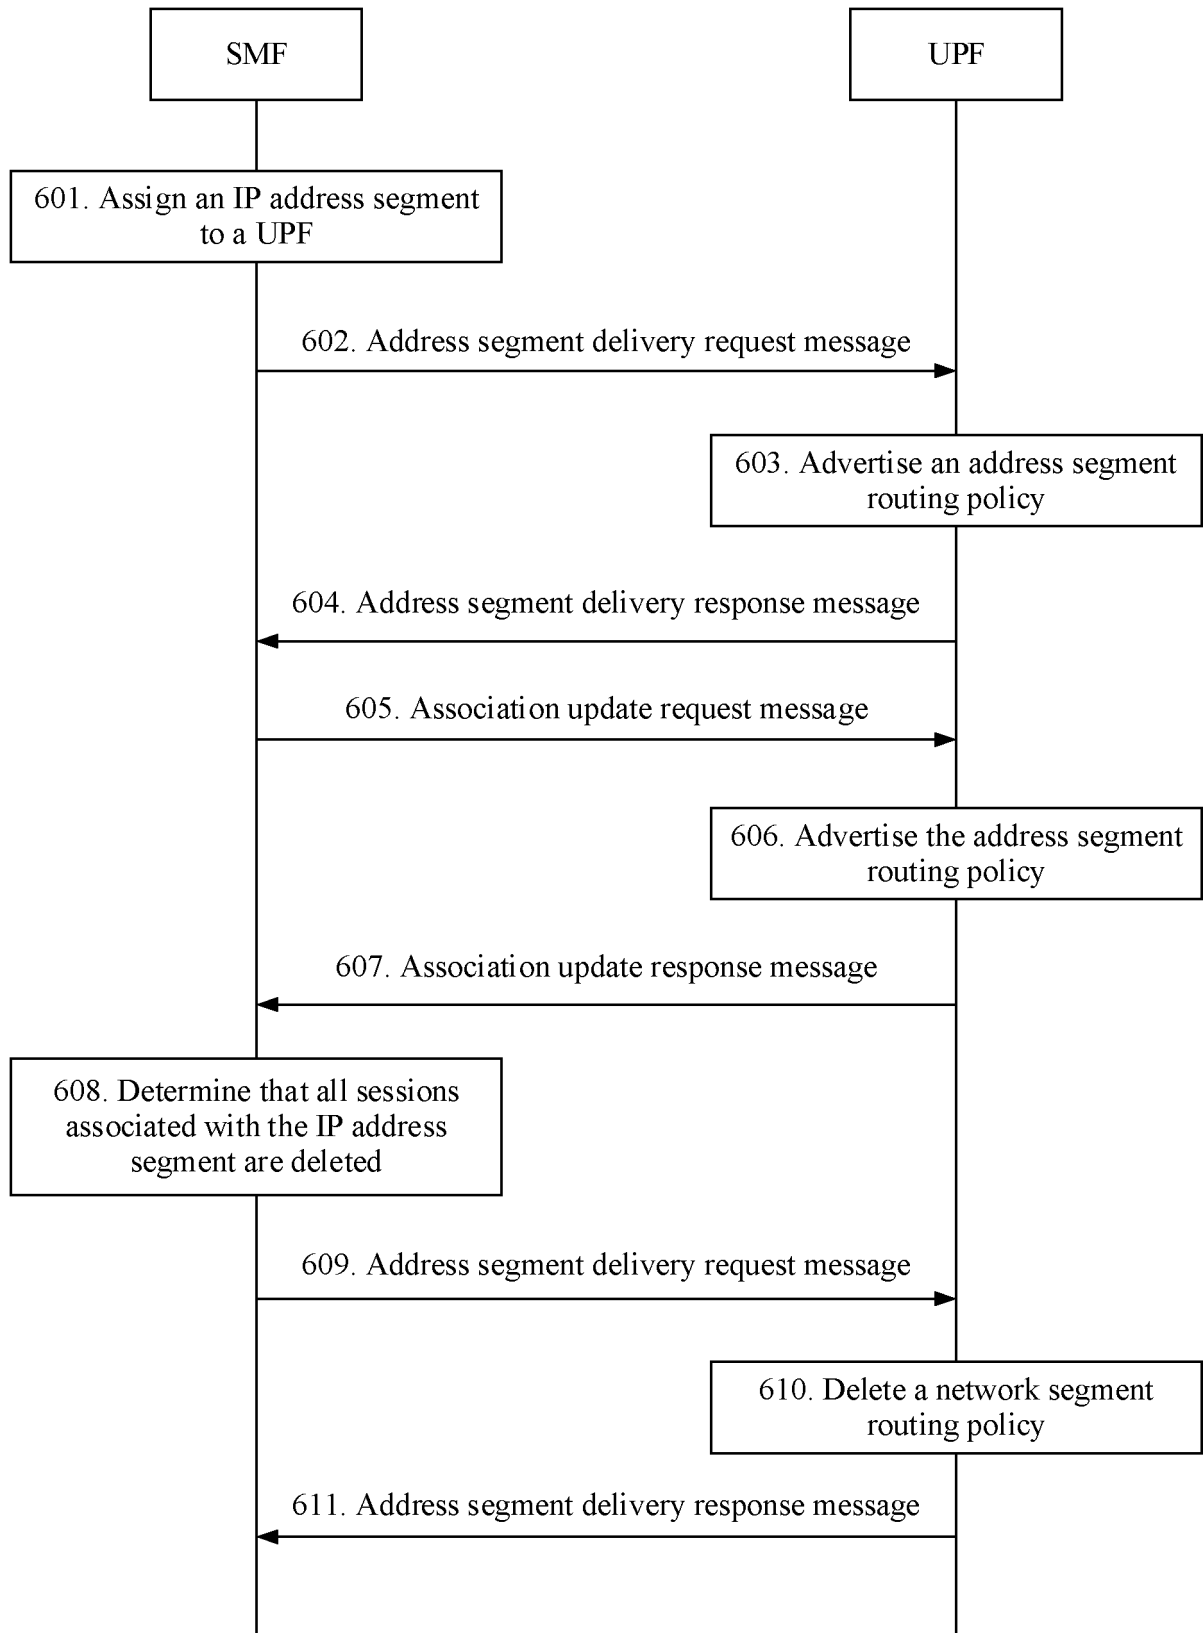 SMF
UPF
601. Assign an IP address segment
to a UPF
602. Address segment delivery request message
603. Advertise an address segment
routing policy
604. Address segment delivery response message
605. Association update request message
606. Advertise the address segment
routing policy
607. Association update response message
608. Determine that all sessions
associated with the IP address
segment are deleted
609. Address segment delivery request message
610. Delete a network segment
routing policy
611. Address segment delivery response message